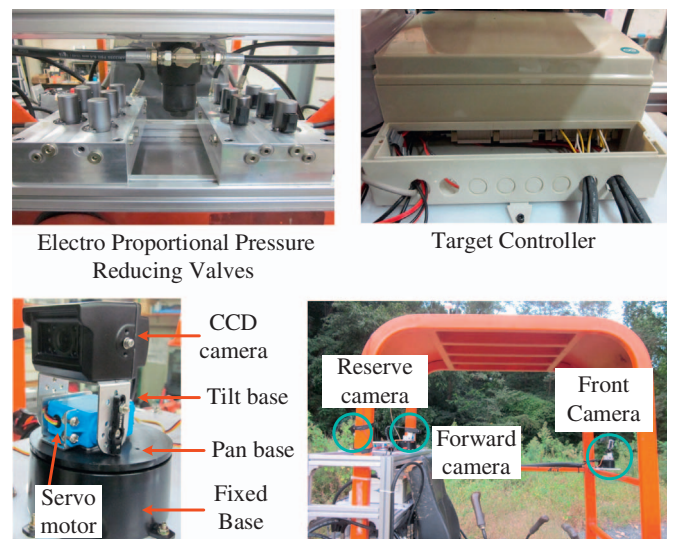 Electro Proportional Pressure
Reducing Valves
Target Controller
CCD
camera
Tilt base
Pan base
Fixed
Base
Servo
motor
Reserve
camera
Forward
camera
Front
Camera